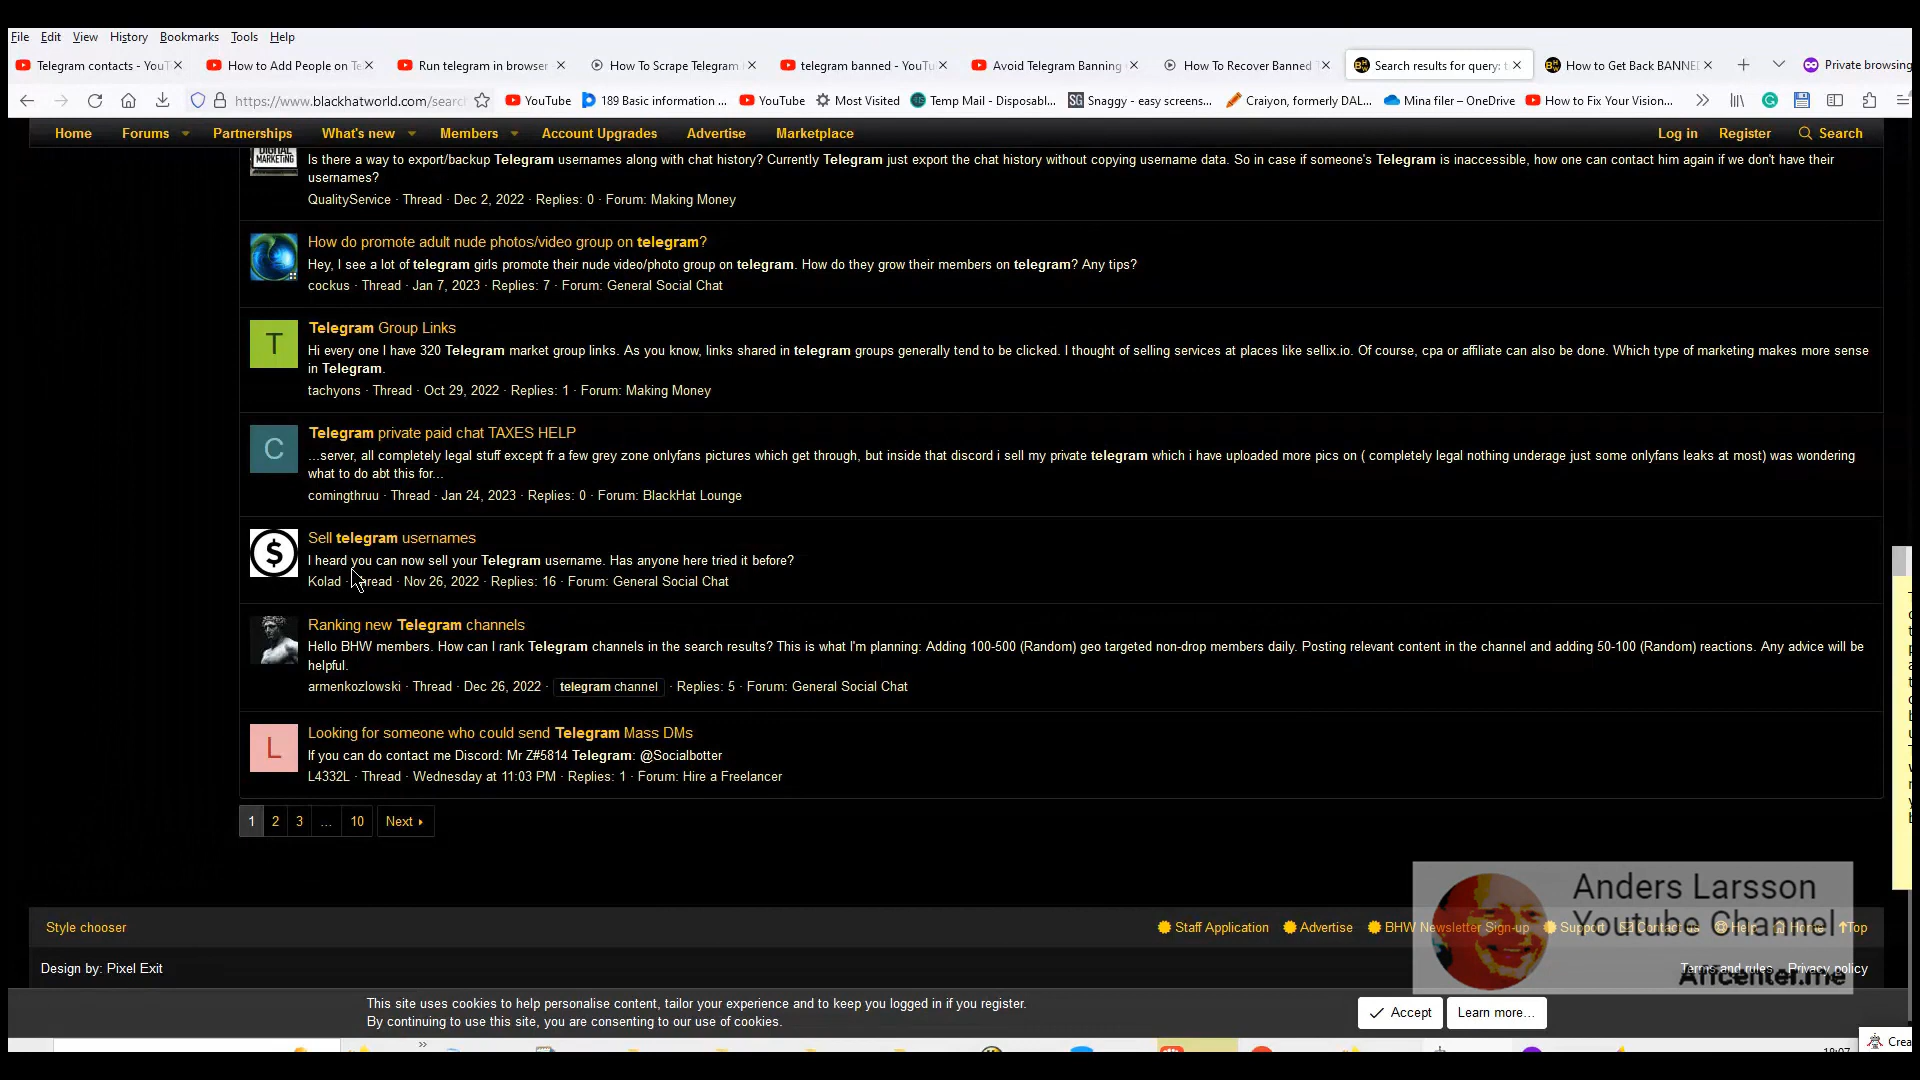 File Edit View History Bookmarks Tools Help
Telegram contacts - YouT How to Add People on Te Run telegram in browser How To Scrape Telegram telegram banned - YouTu Avoid Telegram Banning How To Recover Banned Search results for query: t How to Get Back BANNE Private browsing
https://www.blackhatworld.com/searc YouTube 189 Basic information ... YouTube Most Visited Temp Mail - Disposabl... Snaggy - easy screens... Craiyon, formerly DAL... Mina filer – OneDrive How to Fix Your Vision...
Home Forums Partnerships What's new Members Account Upgrades Advertise Marketplace Log in Register Search
DIGITAL
MARKETING
Is there a way to export/backup Telegram usernames along with chat history? Currently Telegram just export the chat history without copying username data. So in case if someone's Telegram is inaccessible, how one can contact him again if we don't have their
usernames?
QualityService · Thread · Dec 2, 2022 · Replies: 0 · Forum: Making Money
How do promote adult nude photos/video group on telegram?
Hey, I see a lot of telegram girls promote their nude video/photo group on telegram. How do they grow their members on telegram? Any tips?
cockus · Thread · Jan 7, 2023 · Replies: 7 · Forum: General Social Chat
T
Telegram Group Links
Hi every one I have 320 Telegram market group links. As you know, links shared in telegram groups generally tend to be clicked. I thought of selling services at places like sellix.io. Of course, cpa or affiliate can also be done. Which type of marketing makes more sense
in Telegram.
tachyons · Thread · Oct 29, 2022 · Replies: 1 · Forum: Making Money
C
Telegram private paid chat TAXES HELP
...server, all completely legal stuff except fr a few grey zone onlyfans pictures which get through, but inside that discord i sell my private telegram which i have uploaded more pics on ( completely legal nothing underage just some onlyfans leaks at most) was wondering
what to do abt this for...
comingthruu · Thread · Jan 24, 2023 · Replies: 0 · Forum: BlackHat Lounge
$
Sell telegram usernames
I heard you can now sell your Telegram username. Has anyone here tried it before?
Kolad · Thread · Nov 26, 2022 · Replies: 16 · Forum: General Social Chat
Ranking new Telegram channels
Hello BHW members. How can I rank Telegram channels in the search results? This is what I'm planning: Adding 100-500 (Random) geo targeted non-drop members daily. Posting relevant content in the channel and adding 50-100 (Random) reactions. Any advice will be
helpful.
armenkozlowski · Thread · Dec 26, 2022 · telegram channel · Replies: 5 · Forum: General Social Chat
L
Looking for someone who could send Telegram Mass DMs
If you can do contact me Discord: Mr Z#5814 Telegram: @Socialbotter
L4332L · Thread · Wednesday at 11:03 PM · Replies: 1 · Forum: Hire a Freelancer
1 2 3 ... 10 Next
Anders Larsson
Youtube Channel
Style chooser Staff Application Advertise BHW Newsletter Sign-up Support Contact us Help Home Top
Design by: Pixel Exit Terms and rules Privacy policy
Affcenter.me
This site uses cookies to help personalise content, tailor your experience and to keep you logged in if you register.
By continuing to use this site, you are consenting to our use of cookies.
Accept Learn more...
Crea